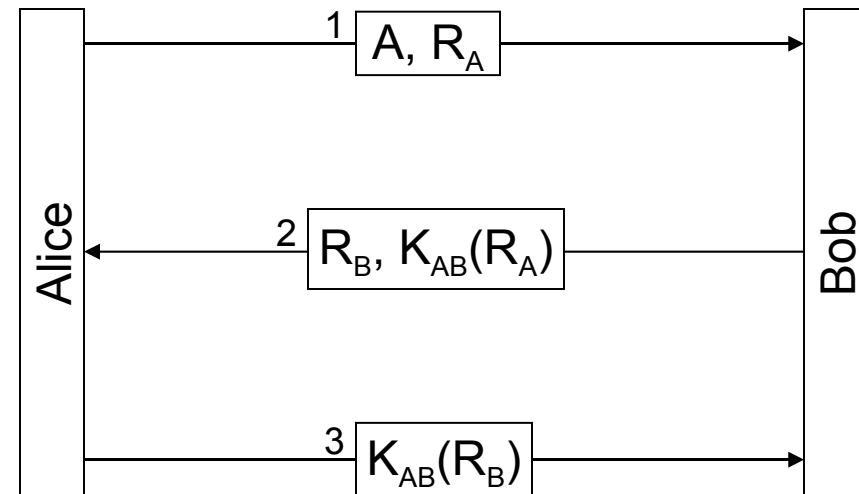 Alice
1
A, R_A
2
R_B, K_AB(R_A)
3
K_AB(R_B)
Bob